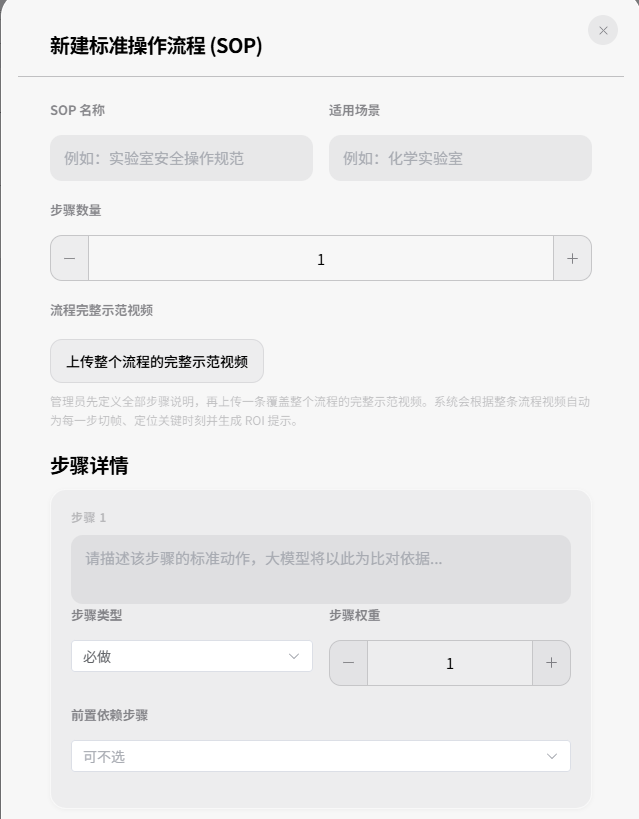 新建标准操作流程 (SOP)
SOP 名称
适用场景
例如：实验室安全操作规范
例如：化学实验室
步骤数量
1
流程完整示范视频
上传整个流程的完整示范视频
管理员先定义全部步骤说明，再上传一条覆盖整个流程的完整示范视频。系统会根据整条流程视频自动
为每一步切帧、定位关键时刻并生成 ROI 提示。
步骤详情
步骤 1
请描述该步骤的标准动作，大模型将以此为比对依据...
步骤类型
步骤权重
必做
1
前置依赖步骤
可不选